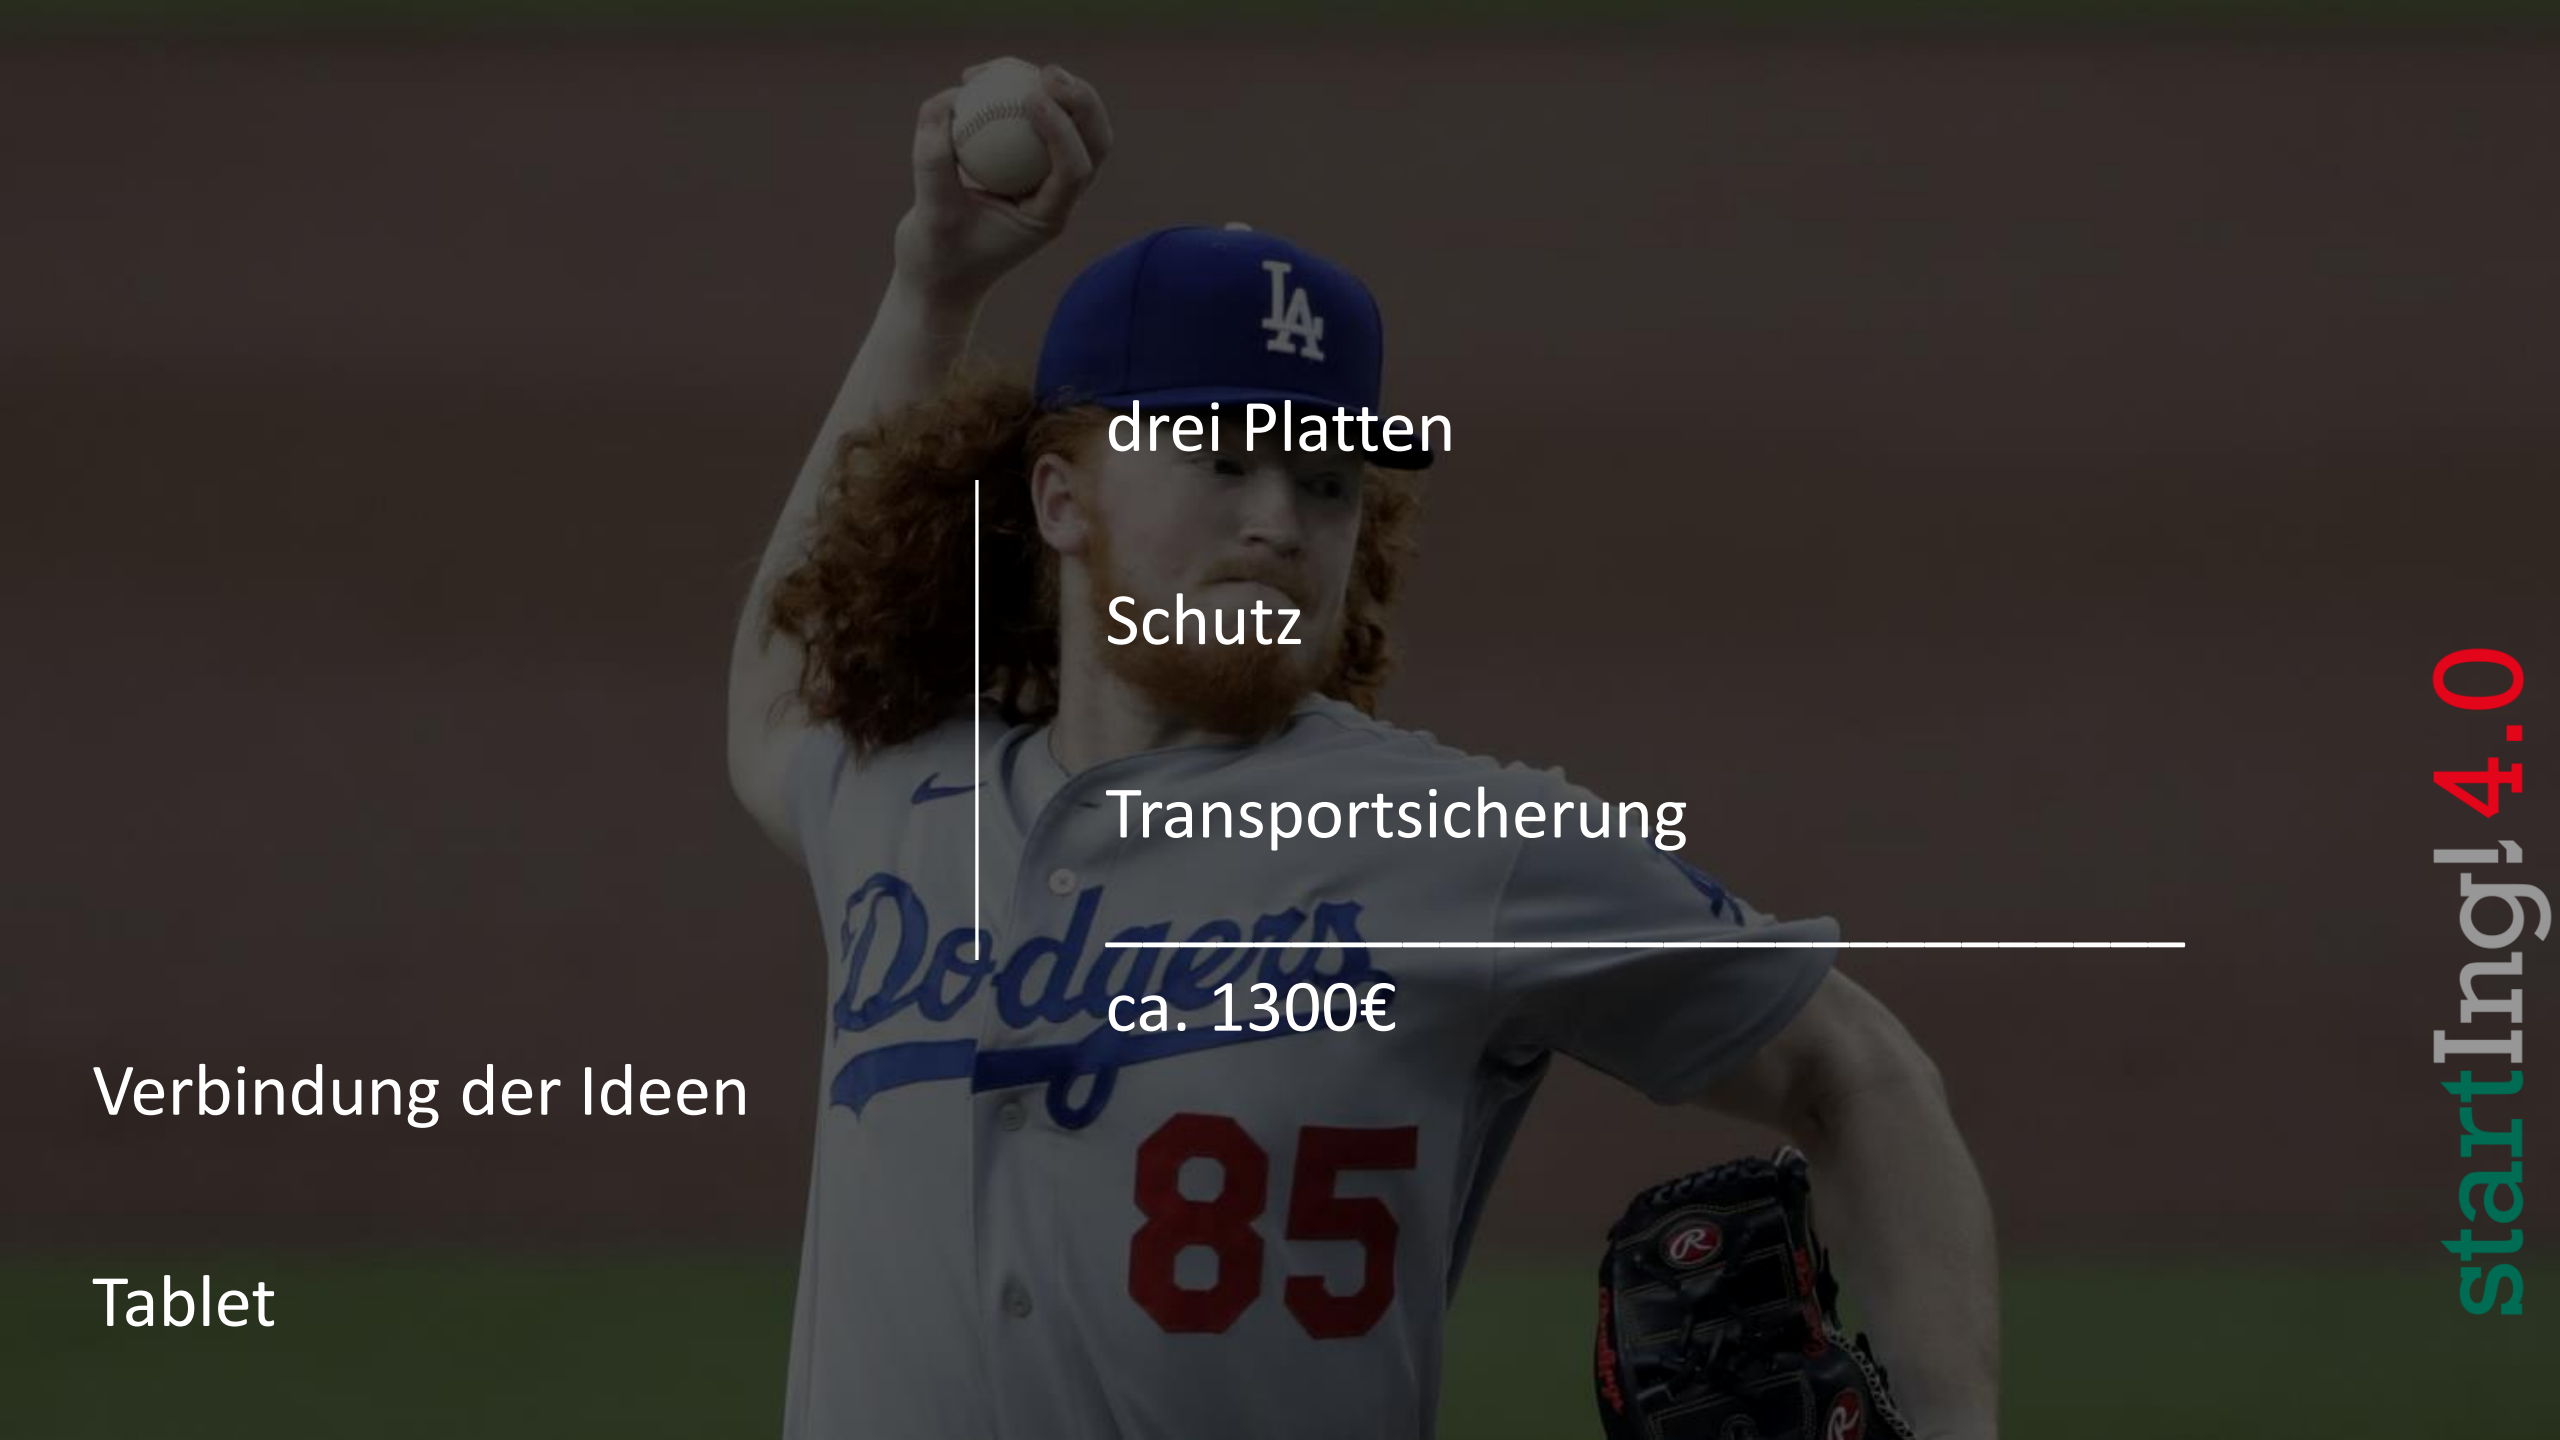 LA
drei Platten
Schutz
Transportsicherung
Dodgers
ca. 1300€
Verbindung der Ideen
85
Tablet
startIng! 4.0
R
R